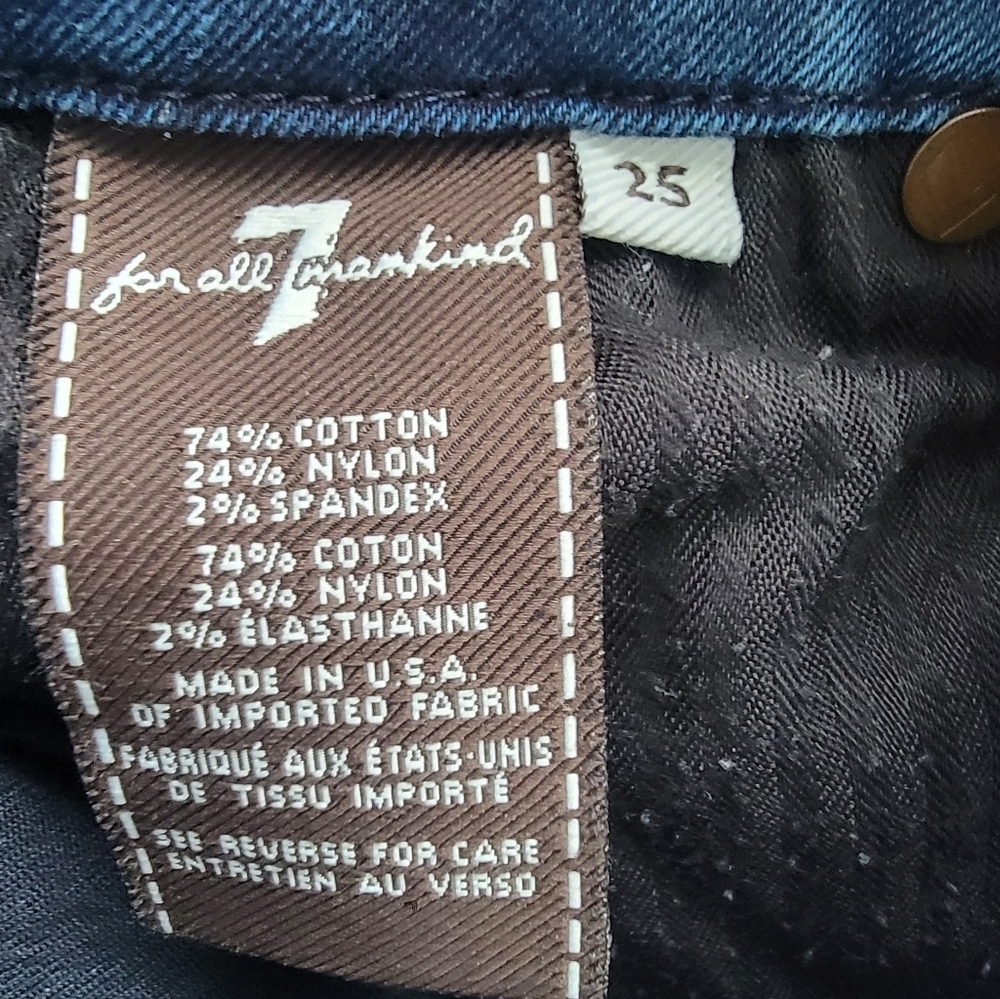 for all 7 mankind
25
74% COTTON
24% NYLON
2% SPANDEX
74% COTON
24% NYLON
2% ÉLASTHANNE
MADE IN U.S.A.
OF IMPORTED FABRIC
FABRIQUÉ AUX ÉTATS-UNIS
DE TISSU IMPORTÉ
SEE REVERSE FOR CARE
ENTRETIEN AU VERSO